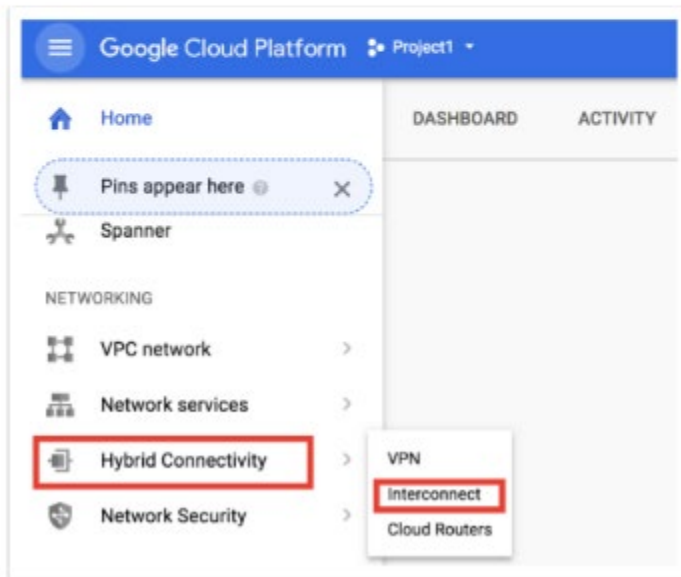 Google Cloud Platform Project1
Home
DASHBOARD ACTIVITY
Pins appear here
Spanner
NETWORKING
VPC network
Network services
Hybrid Connectivity
Network Security
VPN
Interconnect
Cloud Routers